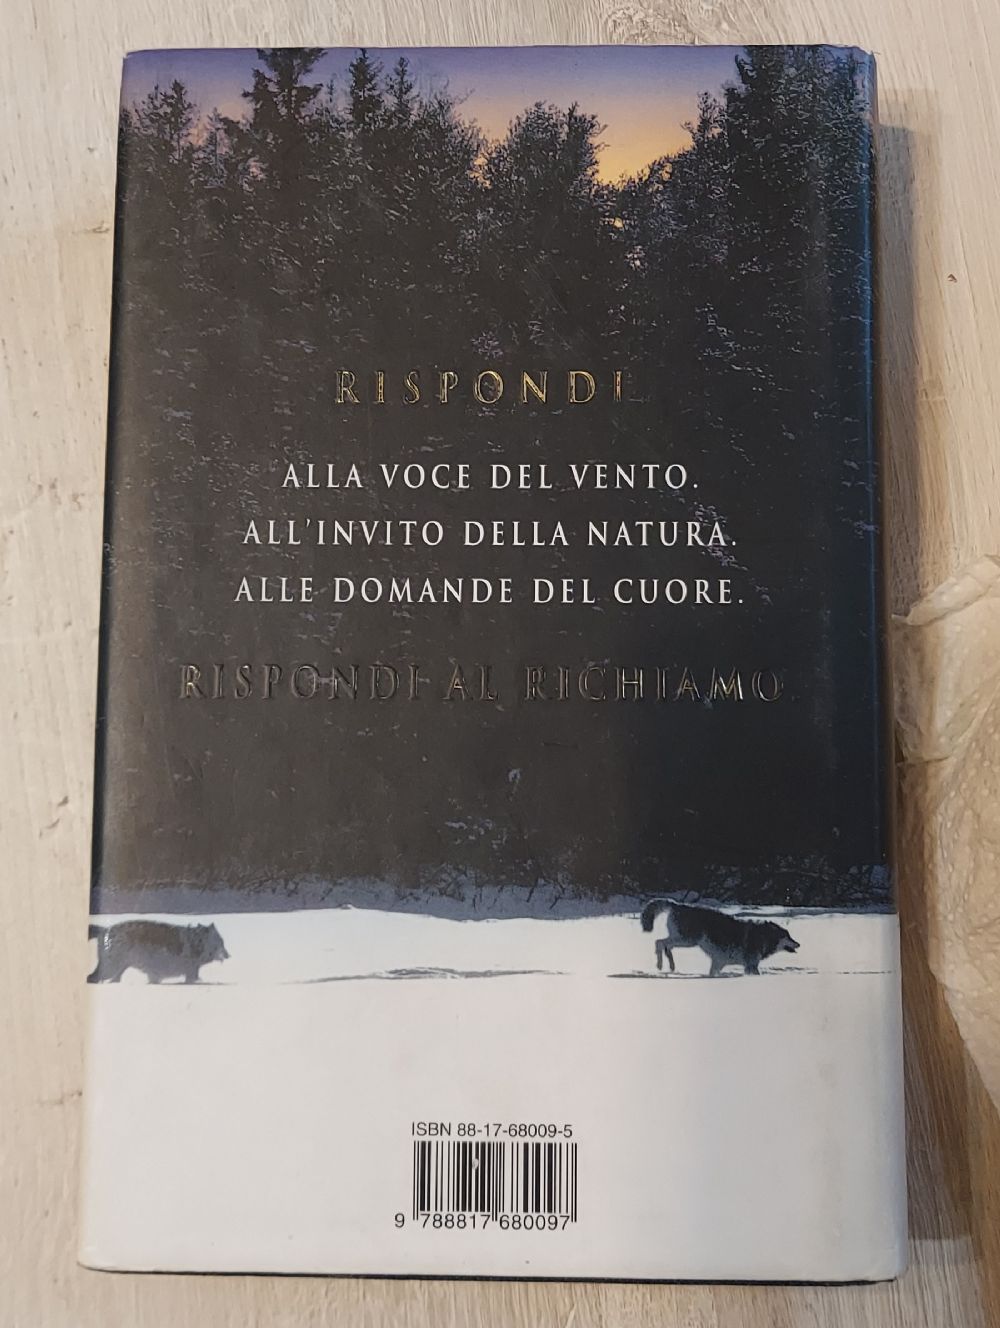 RISPONDI
ALLA VOCE DEL VENTO.
ALL'INVITO DELLA NATURA.
ALLE DOMANDE DEL CUORE.
RISPONDI AL RICHIAMO.
ISBN 88-17-68009-5
9 788817 680097